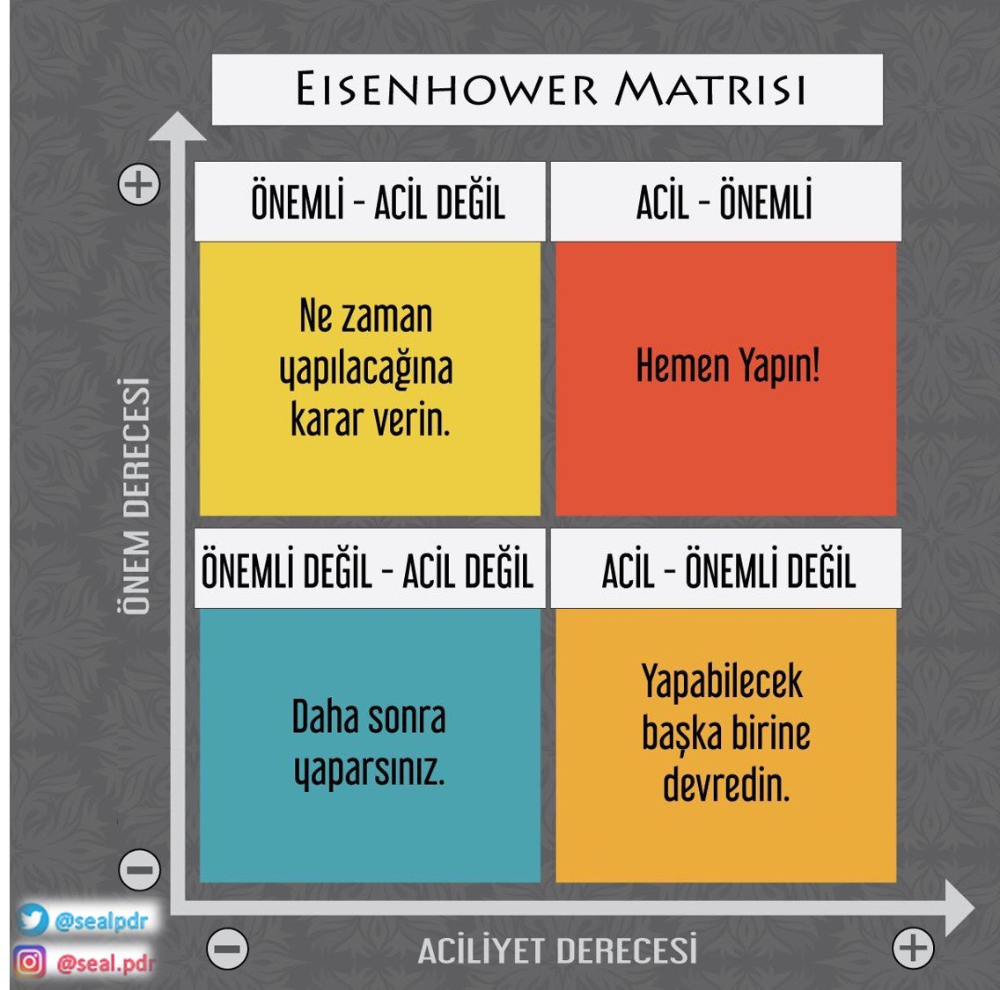 EISENHOWER MATRISI
ÖNEMLİ - ACİL DEĞİL
ACİL - ÖNEMLİ
Ne zaman
yapılacağına
karar verin.
Hemen Yapın!
ÖNEM DERECESİ
ÖNEMLİ DEĞİL - ACİL DEĞİL
ACİL - ÖNEMLİ DEĞİL
Daha sonra
yaparsınız.
Yapabilecek
başka birine
devredin.
@sealpdr
@seal.pdr
ACİLİYET DERECESİ